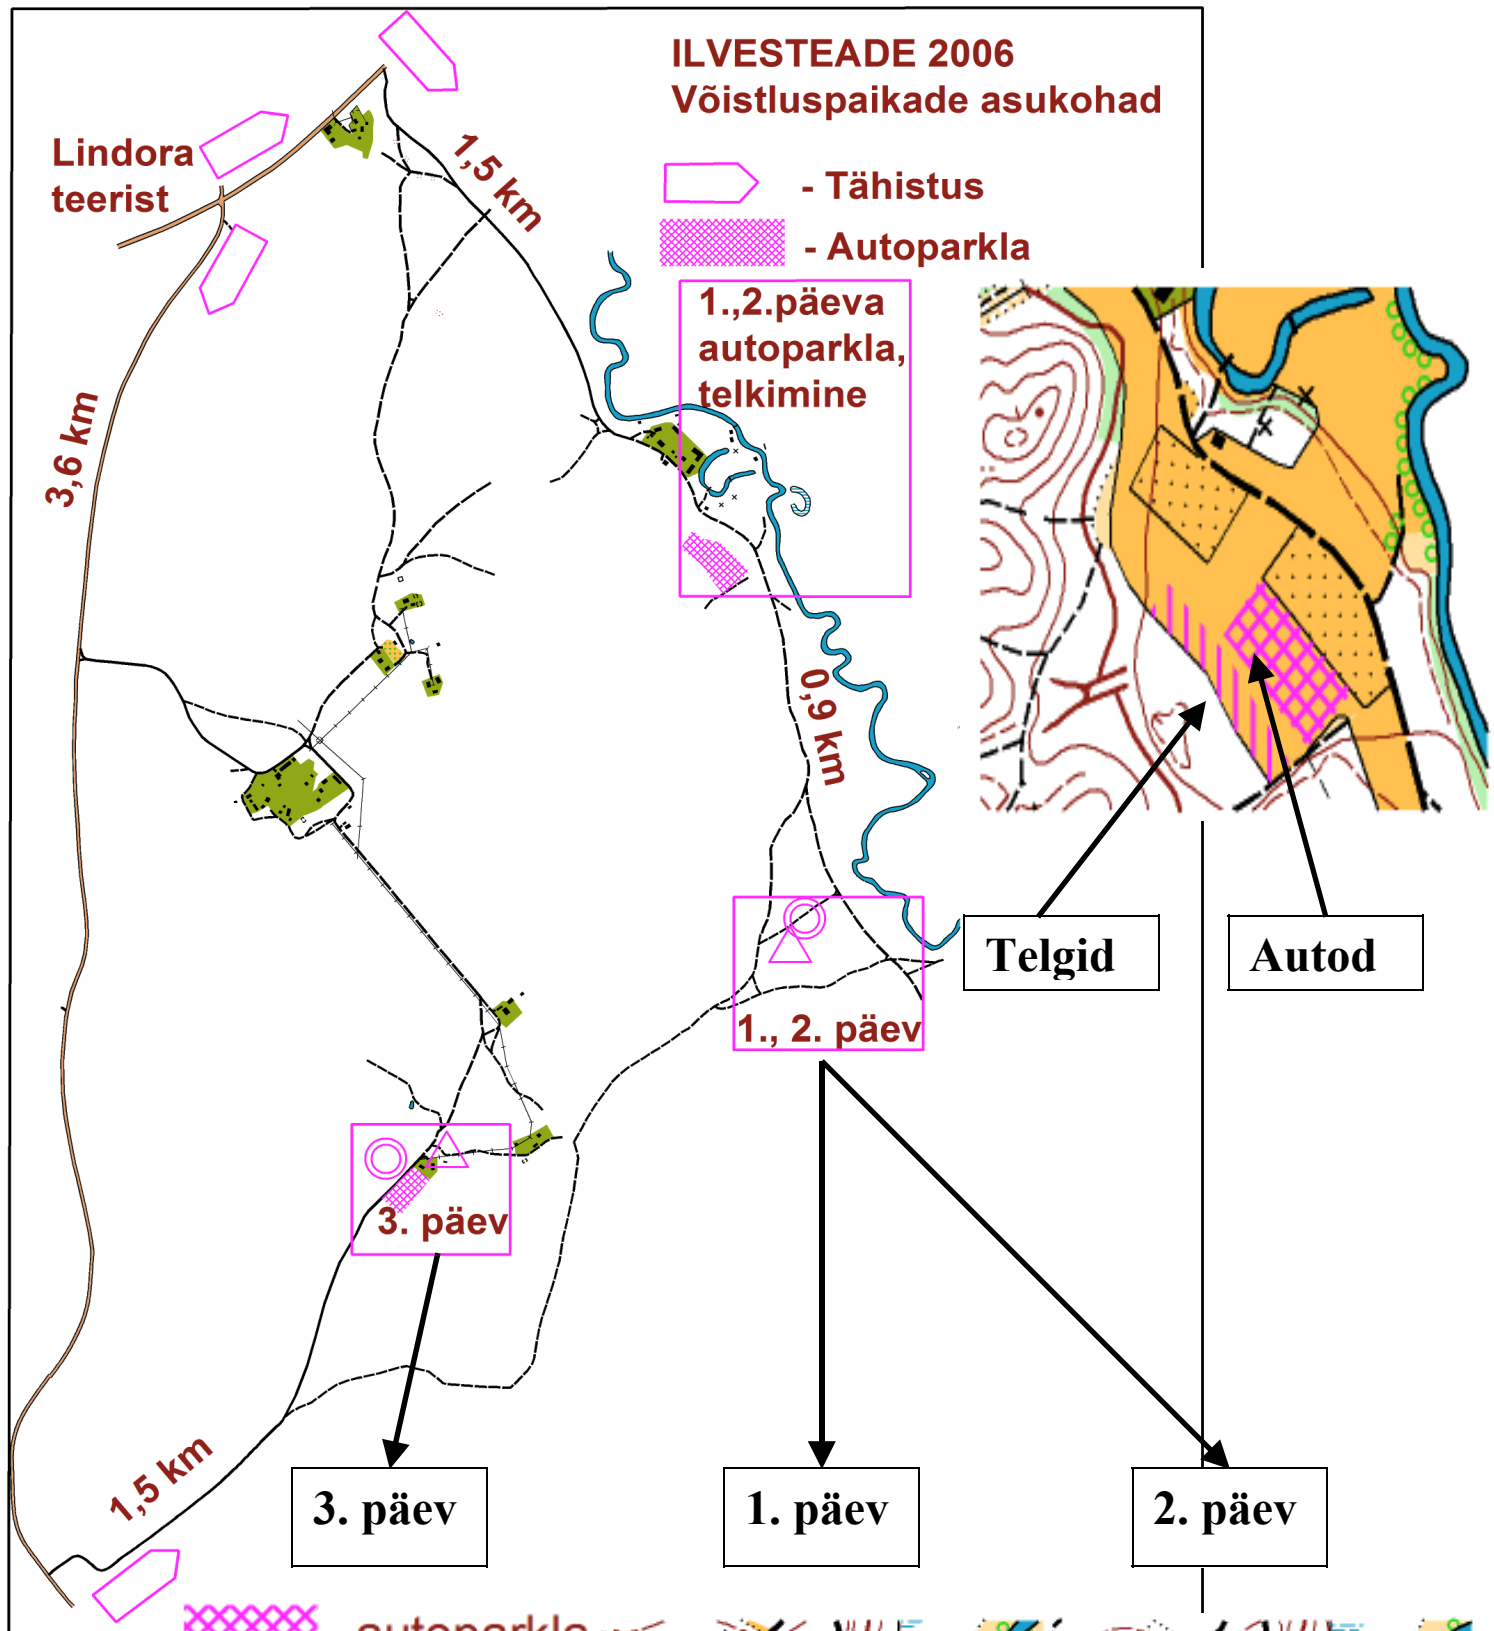 ILVESTEADE 2006
Võistluspaikade asukohad
Lindora
teerist
1,5 km
- Tähistus
- Autoparkla
1.,2.päeva
autoparkla,
telkimine
3,6 km
0,9 km
Telgid
Autod
1., 2. päev
3. päev
1,5 km
3. päev
1. päev
2. päev
autoparkla